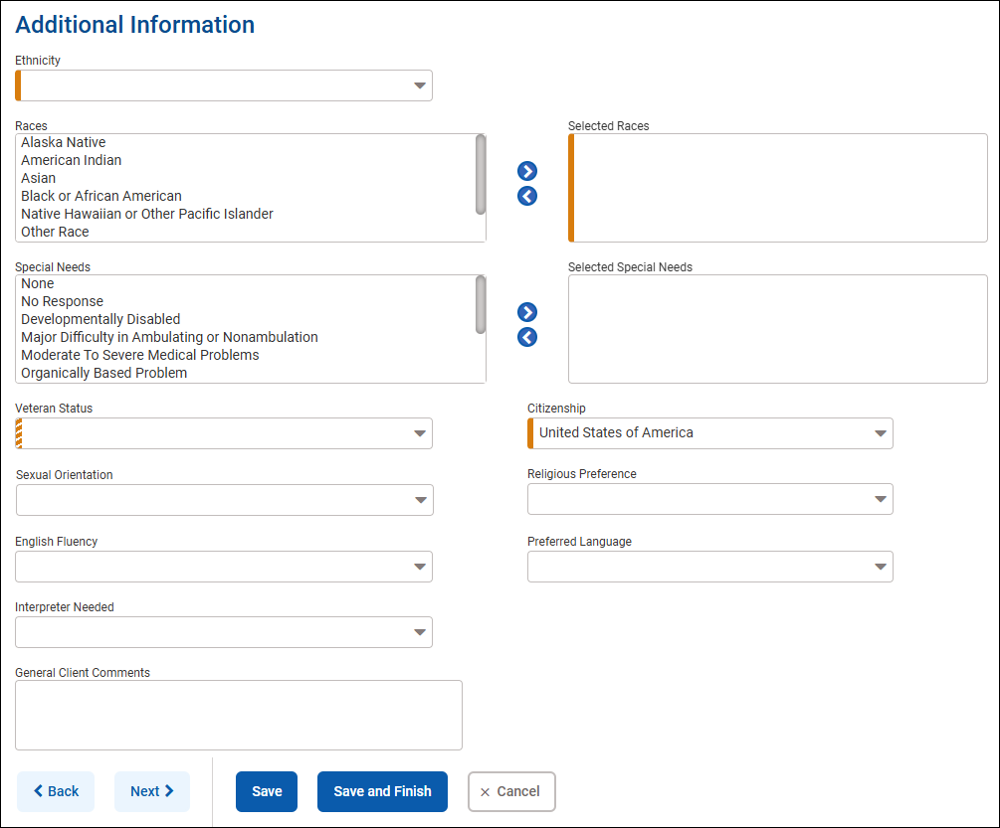 Additional Information
Ethnicity
Races
Selected Races
Alaska Native
American Indian
Asian
Black or African American
Native Hawaiian or Other Pacific Islander
Other Race
Special Needs
Selected Special Needs
None
No Response
Developmentally Disabled
Major Difficulty in Ambulating or Nonambulation
Moderate To Severe Medical Problems
Organically Based Problem
Veteran Status
Citizenship
United States of America
Sexual Orientation
Religious Preference
English Fluency
Preferred Language
Interpreter Needed
General Client Comments
Back
Next
Save
Save and Finish
Cancel